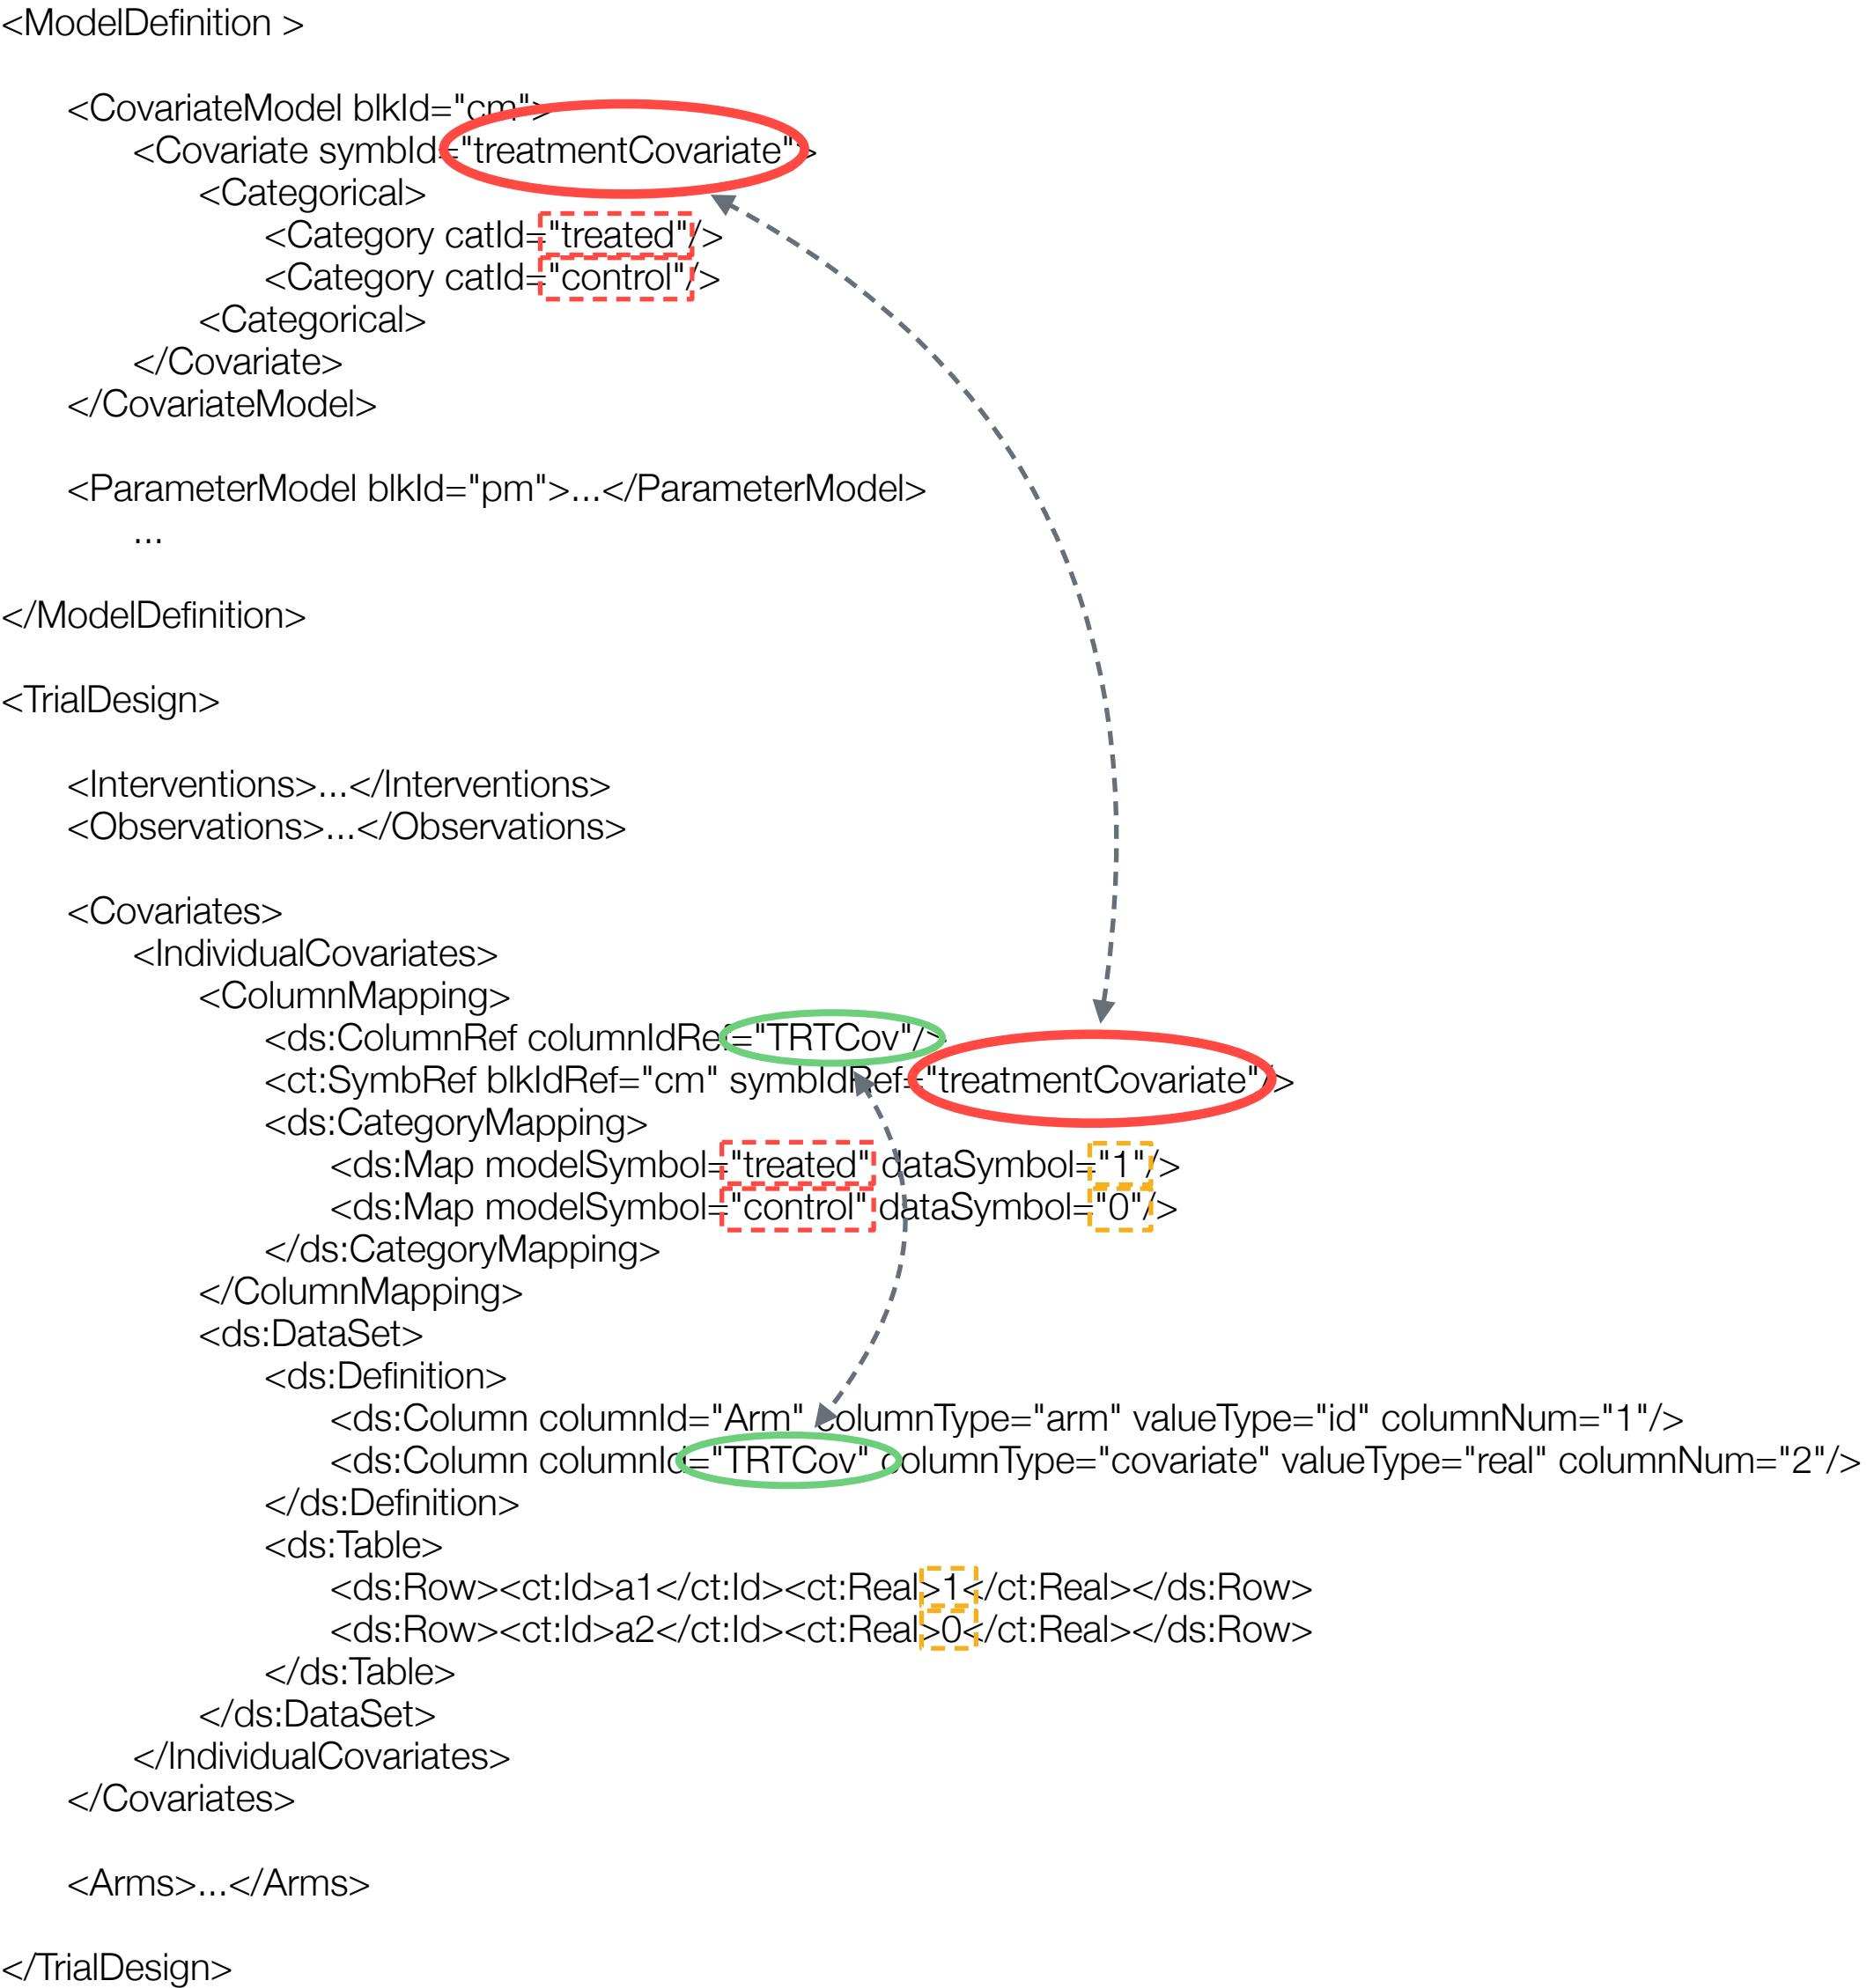 <ModelDefinition >
<CovariateModel blkId="cm">
<Covariate symbId="treatmentCovariate">
<Categorical>
<Category catId="treated"/>
<Category catId="control"/>
<Categorical>
</Covariate>
</CovariateModel>
<ParameterModel blkId="pm">...</ParameterModel>
...
</ModelDefinition>
<TrialDesign>
<Interventions>...</Interventions>
<Observations>...</Observations>
<Covariates>
<IndividualCovariates>
<ColumnMapping>
<ds:ColumnRef columnIdRef="TRTCov"/>
<ct:SymbRef blkIdRef="cm" symbIdRef="treatmentCovariate"/>
<ds:CategoryMapping>
<ds:Map modelSymbol="treated" dataSymbol="1"/>
<ds:Map modelSymbol="control" dataSymbol="0"/>
</ds:CategoryMapping>
</ColumnMapping>
<ds:DataSet>
<ds:Definition>
<ds:Column columnId="Arm" columnType="arm" valueType="id" columnNum="1"/>
<ds:Column columnId="TRTCov" columnType="covariate" valueType="real" columnNum="2"/>
</ds:Definition>
<ds:Table>
<ds:Row><ct:Id>a1</ct:Id><ct:Real>1</ct:Real></ds:Row>
<ds:Row><ct:Id>a2</ct:Id><ct:Real>0</ct:Real></ds:Row>
</ds:Table>
</ds:DataSet>
</IndividualCovariates>
</Covariates>
<Arms>...</Arms>
</TrialDesign>